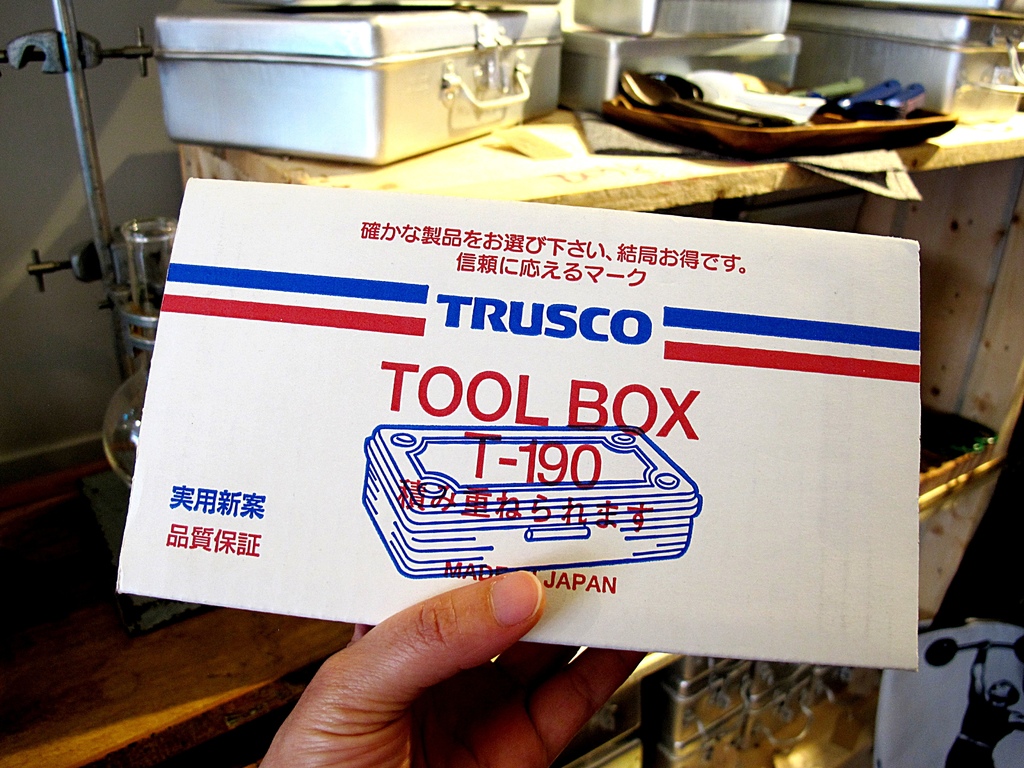 確かな製品をお選び下さい、結局お得です。
信頼に応えるマーク
TRUSCO
TOOL BOX
T-190
積み重ねられます
実用新案
品質保証
MADE IN JAPAN